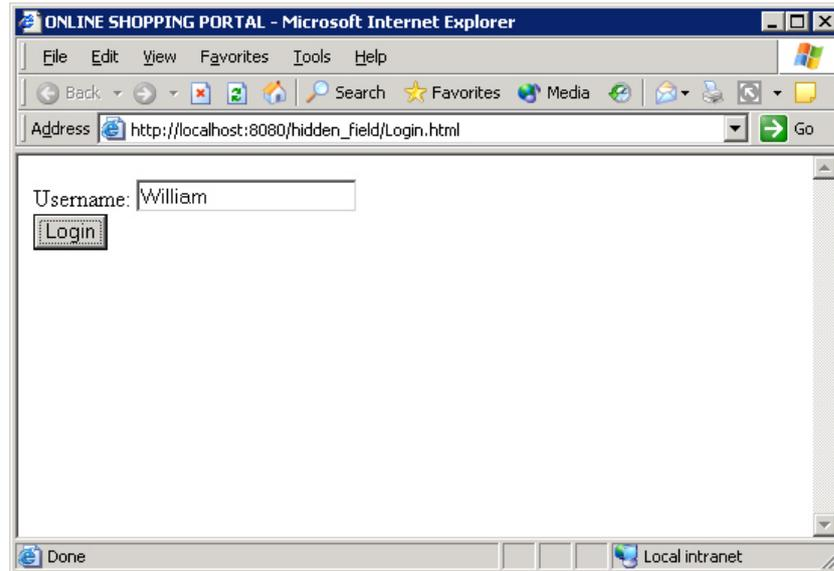 ONLINE SHOPPING PORTAL - Microsoft Internet Explorer
File Edit View Favorites Tools Help
Back Search Favorites Media
Address http://localhost:8080/hidden_field/Login.html Go
Username: William
Login
Done Local intranet